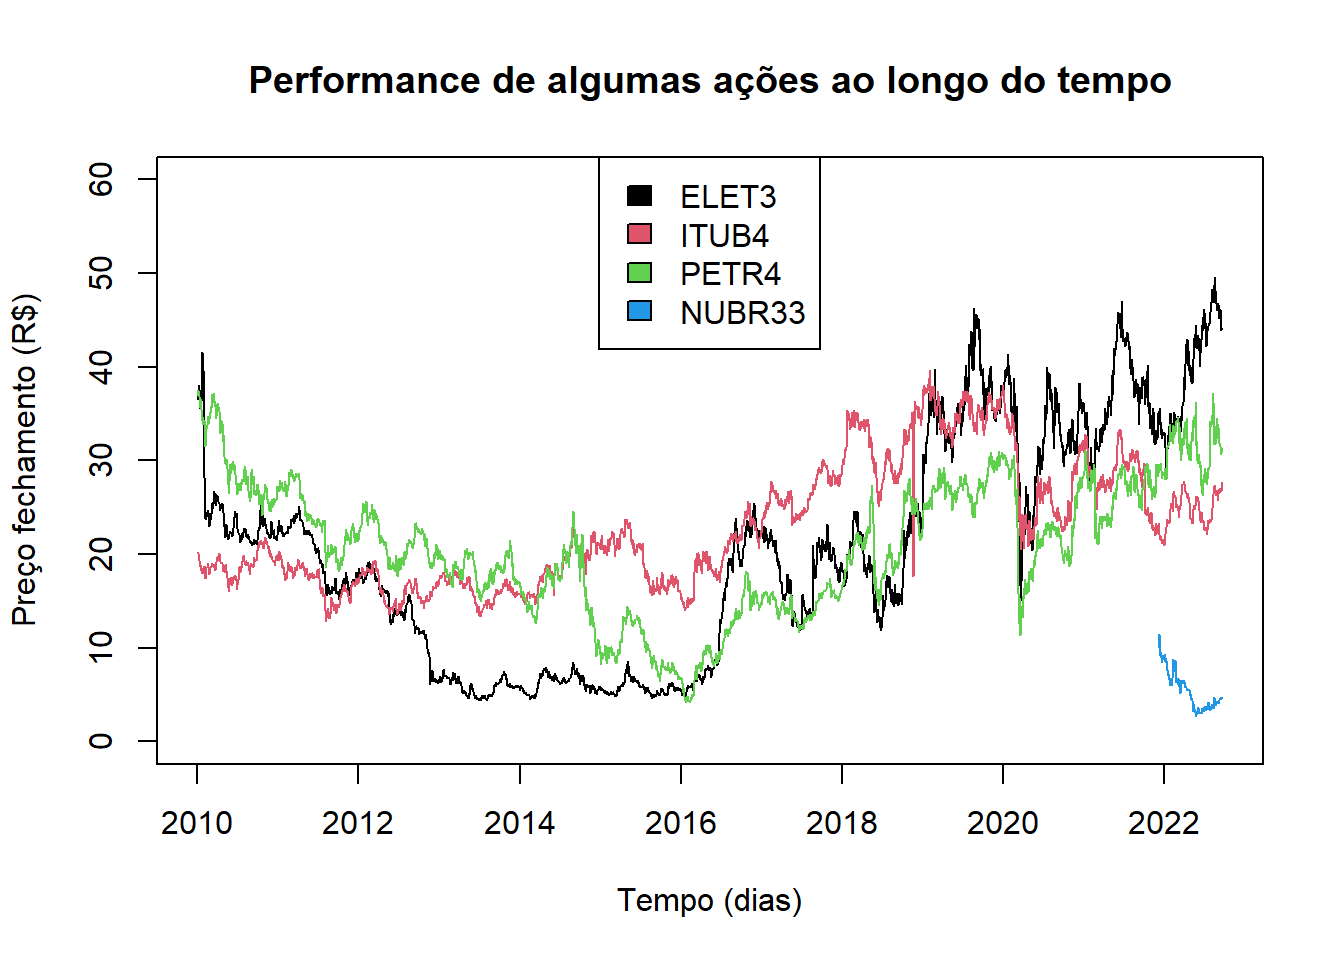 Performance de algumas ações ao longo do tempo
Preço fechamento (R$)
60
50
40
30
20
10
0
ELET3
ITUB4
PETR4
NUBR33
2010 2012 2014 2016 2018 2020 2022
Tempo (dias)